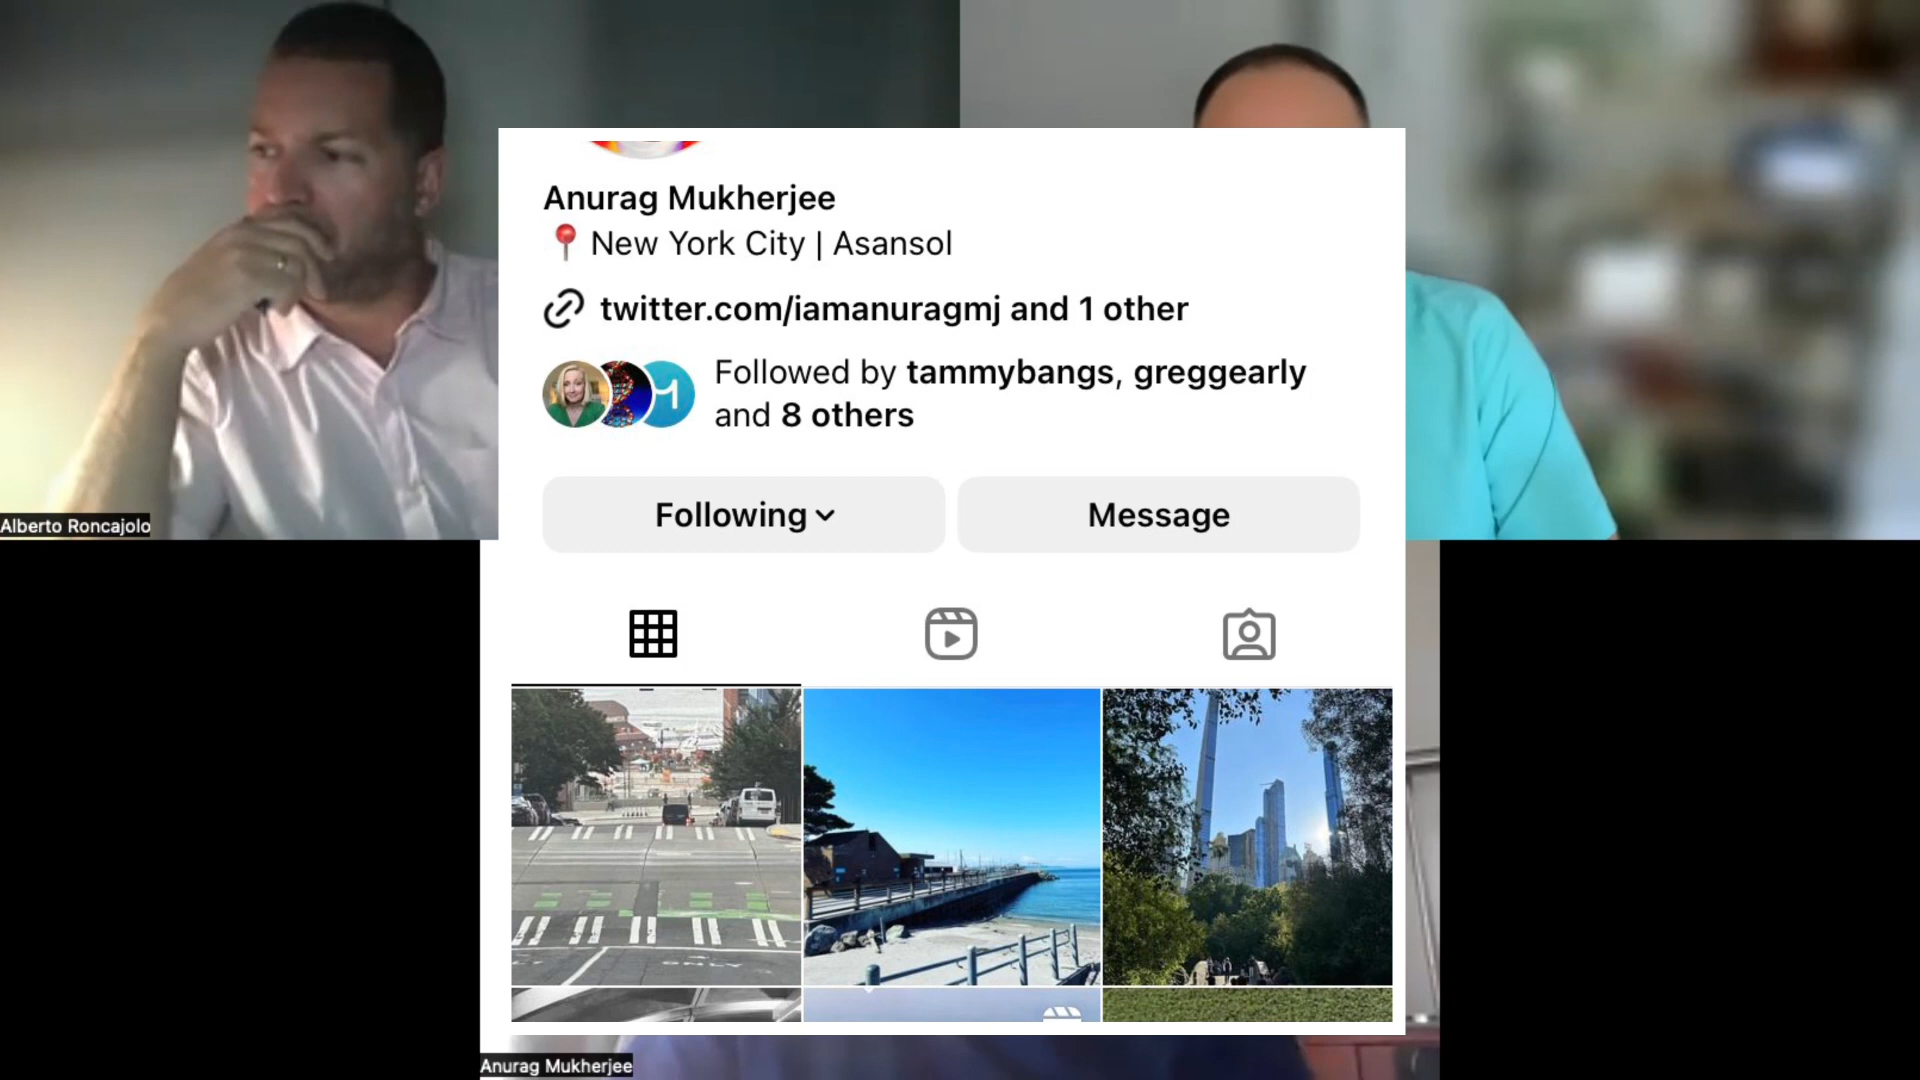 Anurag Mukherjee
New York City | Asansol
twitter.com/iamanuragmj and 1 other
Followed by tammybangs, greggearly
and 8 others
Following
Message
Alberto Roncajolo
ONLY
Anurag Mukherjee